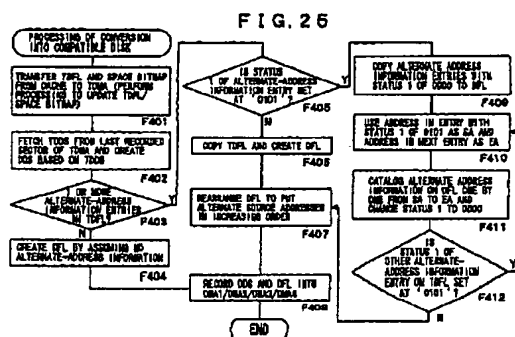 FIG. 26
PROCESSING OF CONVERSION
INTO COMPATIBLE DISK
TRANSFER TDFL AND SPACE BITMAP
FROM CACHE TO TDMA (PERFORM
PROCESSING TO UPDATE TDFL/
SPACE BITMAP)
F401
FETCH TDDS FROM LAST RECORDED
SECTOR OF TDMA AND CREATE
DDS BASED ON TDDS
F402
1 OR MORE
ALTERNATE-ADDRESS
INFORMATION ENTRIES
IN TDFL?
F403
Y
N
CREATE DFL BY ASSUMING NO
ALTERNATE-ADDRESS INFORMATION
F404
IS STATUS
1 OF ALTERNATE-ADDRESS
INFORMATION ENTRY SET
AT '0101'?
F405
Y
N
COPY TDFL AND CREATE DFL
F406
REARRANGE DFL TO PUT
ALTERNATE SOURCE ADDRESSES
IN INCREASING ORDER
F407
RECORD DDS AND DFL INTO
DMA1/DMA2/DMA3/DMA4
F408
END
COPY ALTERNATE ADDRESS
INFORMATION ENTRIES WITH
STATUS 1 OF 0000 TO DFL
F409
USE ADDRESS IN ENTRY WITH
STATUS 1 OF 0101 AS SA AND
ADDRESS IN NEXT ENTRY AS EA
F410
CATALOG ALTERNATE ADDRESS
INFORMATION ON DFL ONE BY
ONE FROM SA TO EA AND
CHANGE STATUS 1 TO 0000
F411
IS
STATUS 1 OF
OTHER ALTERNATE-
ADDRESS INFORMATION
ENTRY ON TDFL SET
AT '0101'?
F412
Y
N